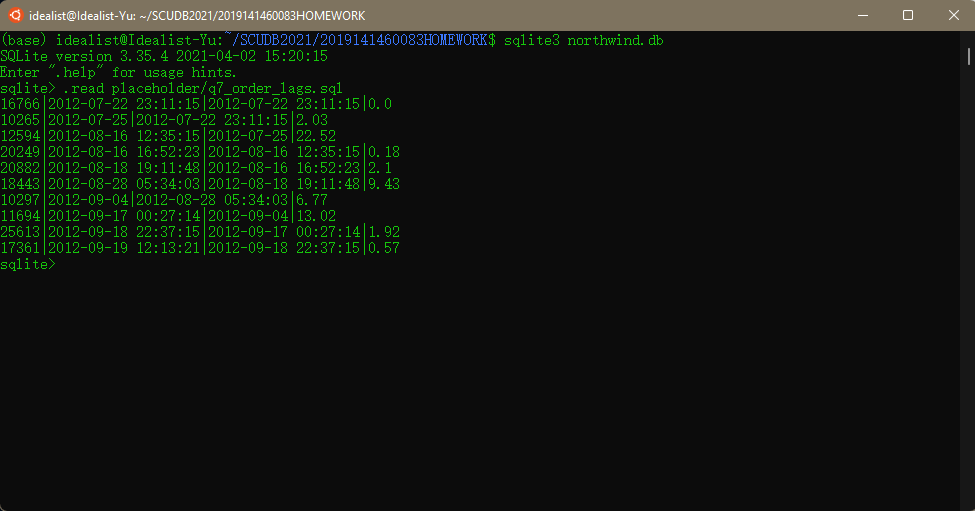 idealist@Idealist-Yu: ~/SCUDB2021/2019141460083HOMEWORK
(base) idealist@Idealist-Yu:~/SCUDB2021/2019141460083HOMEWORK$ sqlite3 northwind.db
SQLite version 3.35.4 2021-04-02 15:20:15
Enter ".help" for usage hints.
sqlite> .read placeholder/q7_order_lags.sql
16766|2012-07-22 23:11:15|2012-07-22 23:11:15|0.0
10265|2012-07-25|2012-07-22 23:11:15|2.03
12594|2012-08-16 12:35:15|2012-07-25|22.52
20249|2012-08-16 16:52:23|2012-08-16 12:35:15|0.18
20882|2012-08-18 19:11:48|2012-08-16 16:52:23|2.1
18443|2012-08-28 05:34:03|2012-08-18 19:11:48|9.43
10297|2012-09-04|2012-08-28 05:34:03|6.77
11694|2012-09-17 00:27:14|2012-09-04|13.02
25613|2012-09-18 22:37:15|2012-09-17 00:27:14|1.92
17361|2012-09-19 12:13:21|2012-09-18 22:37:15|0.57
sqlite>